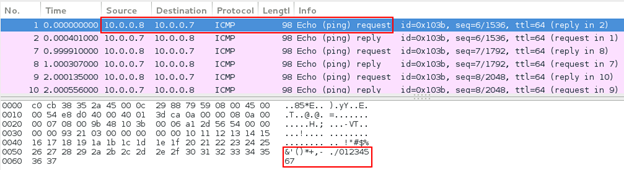 No. Time Source Destination Protocol Lengtl Info
1 0.000000000 10.0.0.8 10.0.0.7 ICMP 98 Echo (ping) request id=0x103b, seq=6/1536, ttl=64 (reply in 2)
2 0.000401000 10.0.0.7 10.0.0.8 ICMP 98 Echo (ping) reply id=0x103b, seq=6/1536, ttl=64 (request in 1)
7 0.999910000 10.0.0.8 10.0.0.7 ICMP 98 Echo (ping) request id=0x103b, seq=7/1792, ttl=64 (reply in 8)
8 1.000307000 10.0.0.7 10.0.0.8 ICMP 98 Echo (ping) reply id=0x103b, seq=7/1792, ttl=64 (request in 7)
9 2.000135000 10.0.0.8 10.0.0.7 ICMP 98 Echo (ping) request id=0x103b, seq=8/2048, ttl=64 (reply in 10)
10 2.000556000 10.0.0.7 10.0.0.8 ICMP 98 Echo (ping) reply id=0x103b, seq=8/2048, ttl=64 (request in 9)
0000 c0 cb 38 35 2a 45 00 0c 29 88 79 59 08 00 45 00 ..85*E.. ).yY..E.
0010 00 54 e8 d0 40 00 40 01 3d ca 0a 00 00 08 0a 00 .T..@.@. =.......
0020 00 07 08 00 9b 48 10 3b 00 06 a1 2d 56 54 00 00 .....H.; ...-VT..
0030 00 00 93 21 03 00 00 00 00 00 10 11 12 13 14 15 ...!.... ........
0040 16 17 18 19 1a 1b 1c 1d 1e 1f 20 21 22 23 24 25 ........ .. !"#$%
0050 26 27 28 29 2a 2b 2c 2d 2e 2f 30 31 32 33 34 35 &'()*+,- ./012345
0060 36 37 67